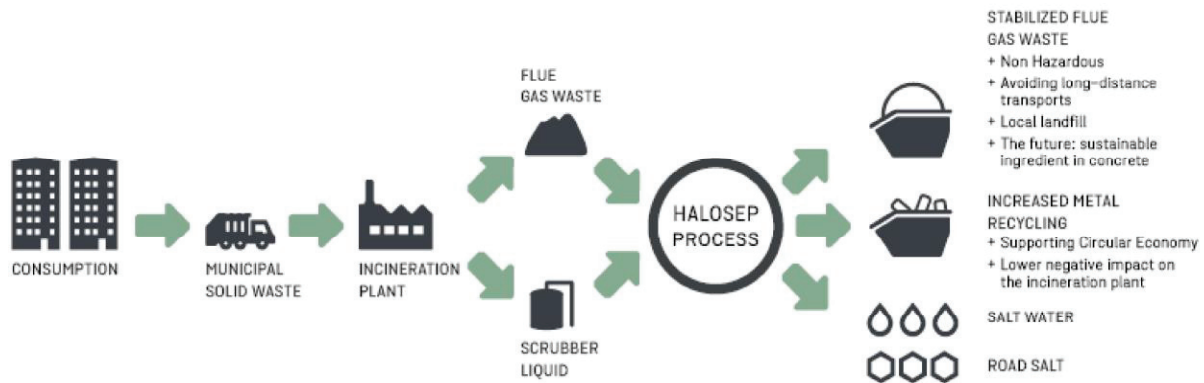 CONSUMPTION
MUNICIPAL
SOLID WASTE
INCINERATION
PLANT
FLUE
GAS WASTE
SCRUBBER
LIQUID
HALOSEP
PROCESS
STABILIZED FLUE
GAS WASTE
+ Non Hazardous
+ Avoiding long-distance
transports
+ Local landfill
+ The future: sustainable
ingredient in concrete
INCREASED METAL
RECYCLING
+ Supporting Circular Economy
+ Lower negative impact on
the incineration plant
SALT WATER
ROAD SALT